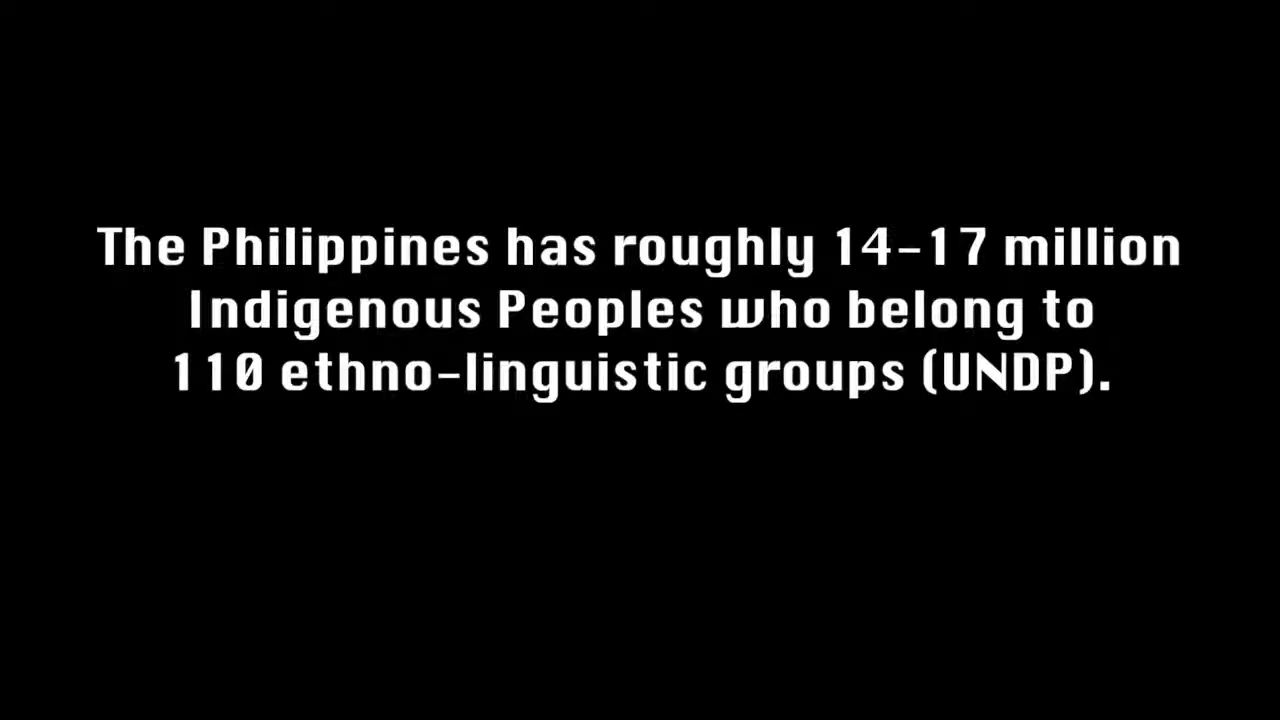 The Philippines has roughly 14-17 million
Indigenous Peoples who belong to
110 ethno-linguistic groups (UNDP).